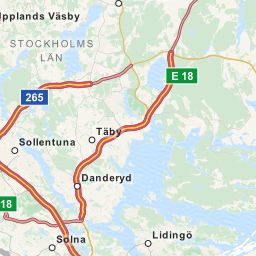 Upplands Väsby
STOCKHOLMS
LÄN
E 18
265
Sollentuna
Täby
Danderyd
18
Solna
Lidingö